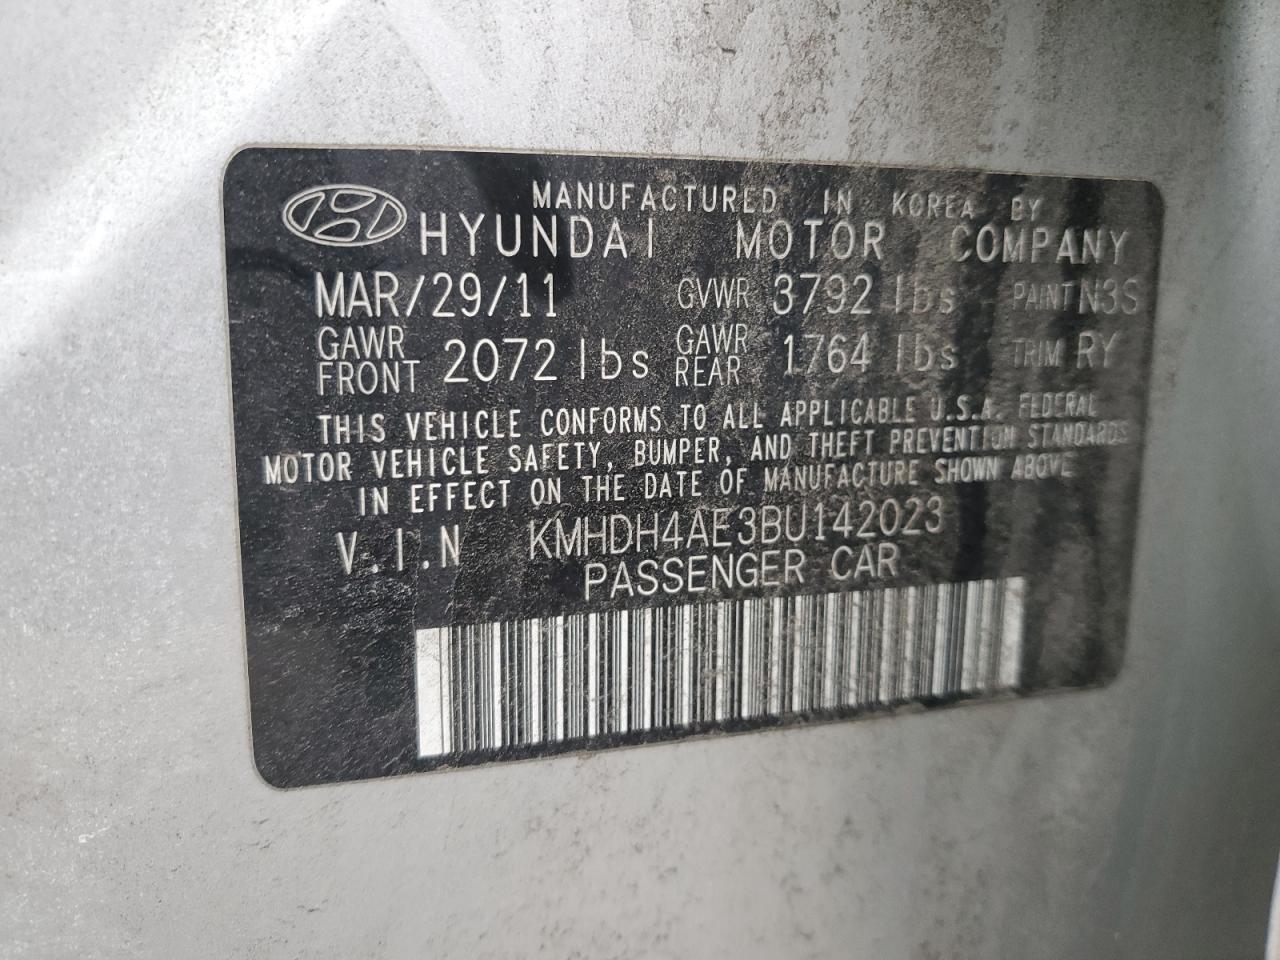 MANUFACTURED IN KOREA BY
HYUNDAI MOTOR COMPANY
MAR/29/11 GVWR 3792 lbs PAINT N3S
GAWR FRONT 2072 lbs GAWR REAR 1764 lbs TRIM RY
THIS VEHICLE CONFORMS TO ALL APPLICABLE U.S.A. FEDERAL
MOTOR VEHICLE SAFETY, BUMPER, AND THEFT PREVENTION STANDARDS
IN EFFECT ON THE DATE OF MANUFACTURE SHOWN ABOVE
V.I.N KMHDH4AE3BU142023
PASSENGER CAR